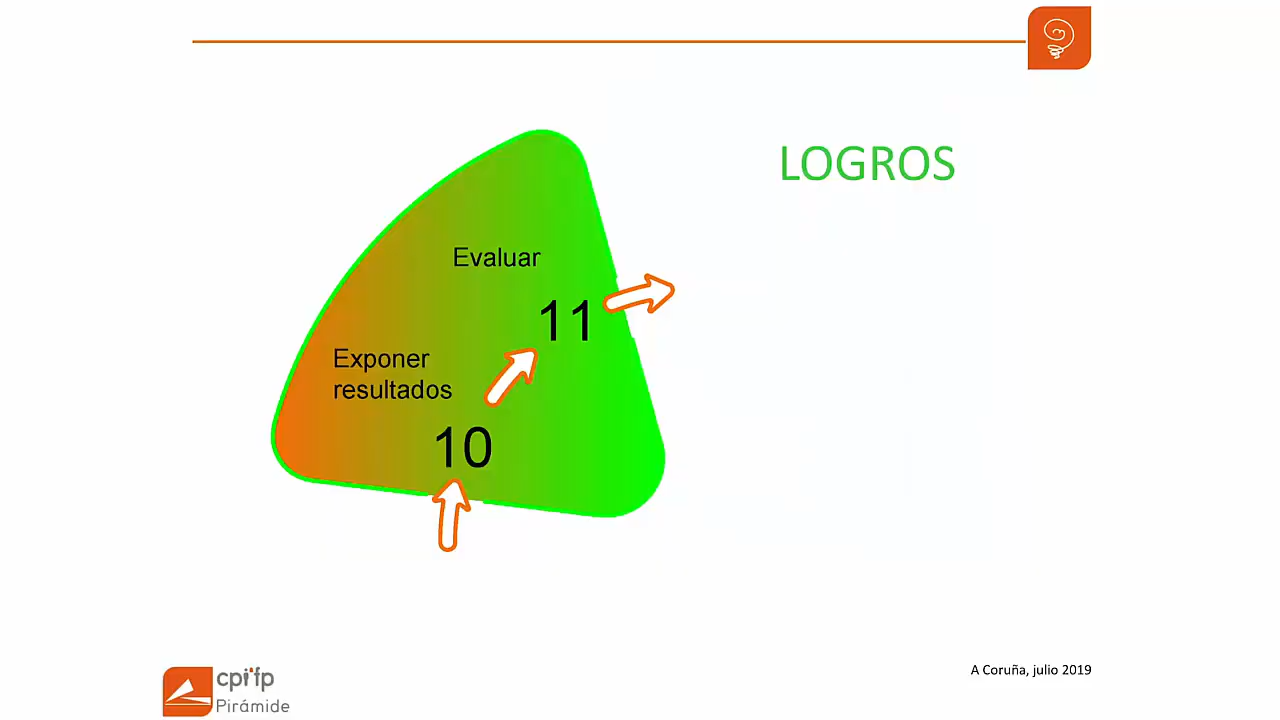 LOGROS
Evaluar
11
Exponer
resultados
10
cpifp
Pirámide
A Coruña, julio 2019